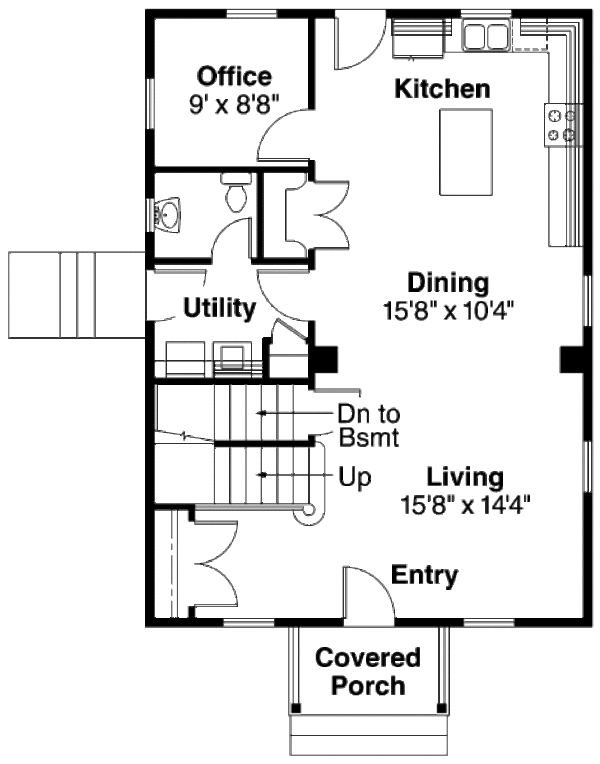 Office
9' x 8'8"
Kitchen
Dining
15'8" x 10'4"
Utility
Dn to
Bsmt
Up
Living
15'8" x 14'4"
Entry
Covered
Porch